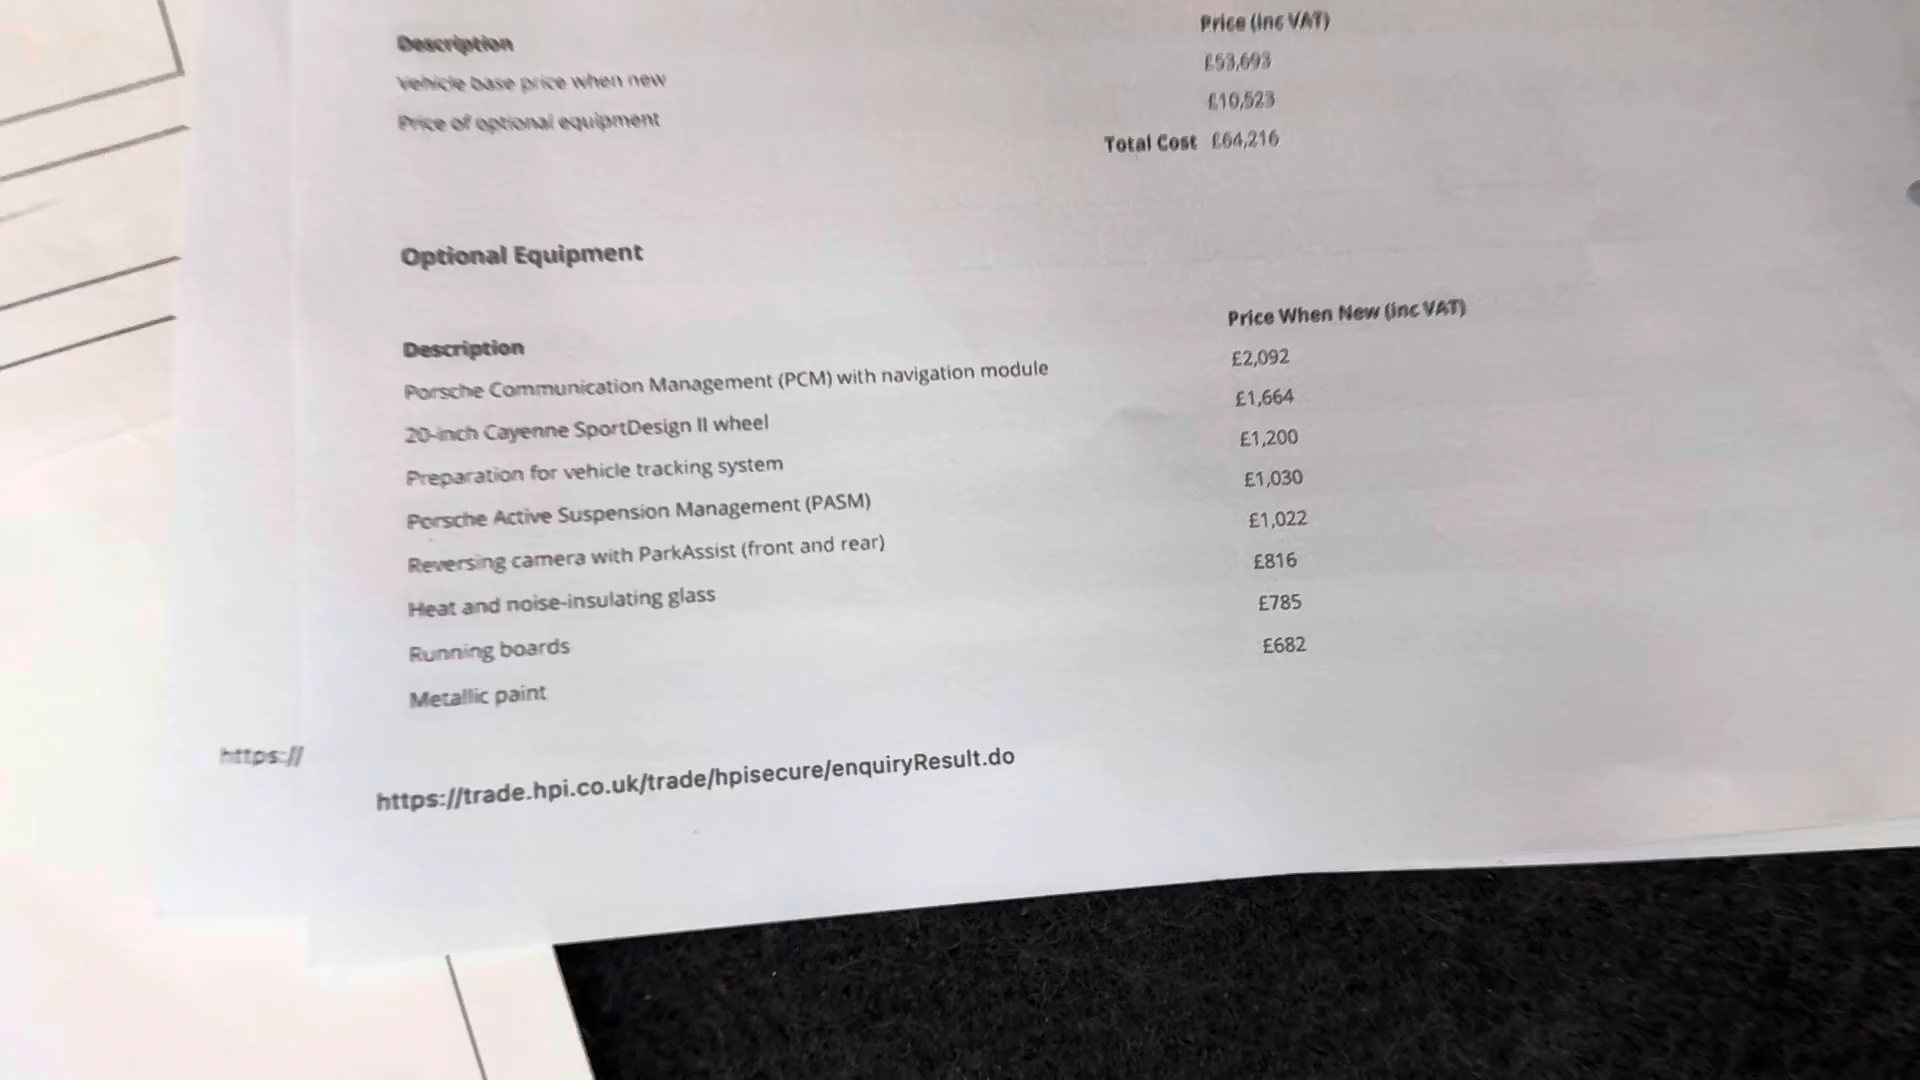 Description Price (inc VAT)
Vehicle base price when new £53,693
Price of optional equipment £10,523
Total Cost £64,216
Optional Equipment
Description Price When New (inc VAT)
Porsche Communication Management (PCM) with navigation module £2,092
20-inch Cayenne SportDesign II wheel £1,664
Preparation for vehicle tracking system £1,200
Porsche Active Suspension Management (PASM) £1,030
Reversing camera with ParkAssist (front and rear) £1,022
Heat and noise-insulating glass £816
Running boards £785
Metallic paint £682
https://
https://trade.hpi.co.uk/trade/hpisecure/enquiryResult.do